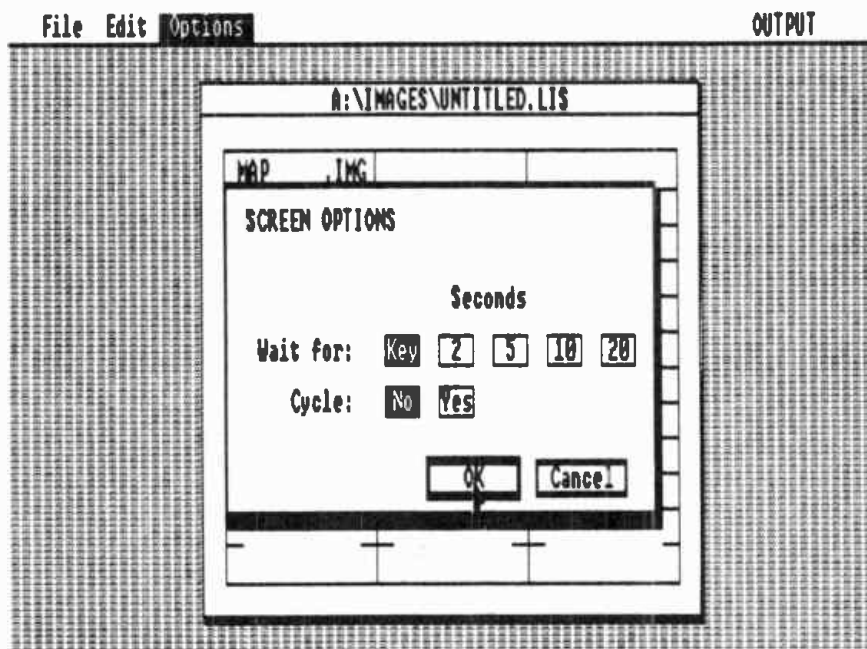 File Edit Options OUTPUT
A:\IMAGES\UNTITLED.LIS
MAP .IMG
SCREEN OPTIONS
Seconds
Wait for: Key 2 5 10 20
Cycle: No Yes
OK Cancel